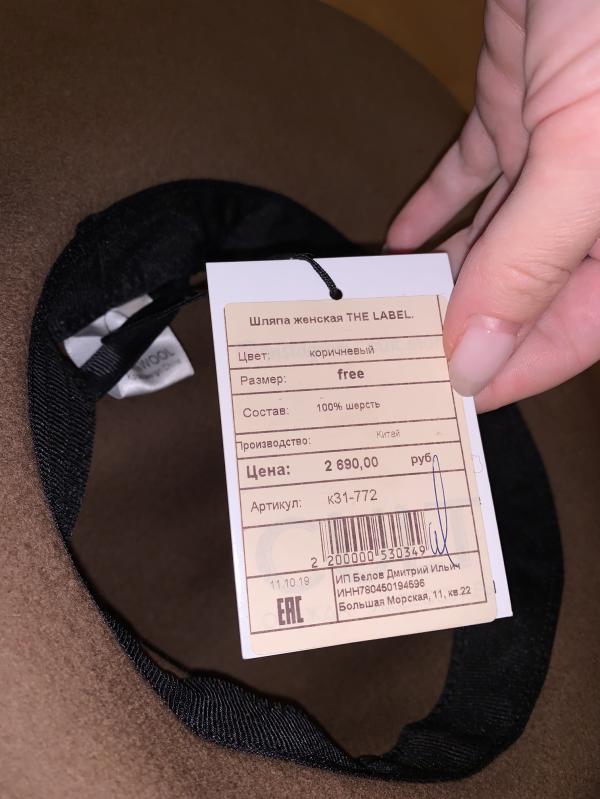 Шляпа женская THE LABEL.
Цвет: коричневый
Размер: free
Состав: 100% шерсть
Производство: Китай
Цена: 2 690,00 руб
Артикул: к31-772
2 200000 530349
11.10.19
EAC
ИП Белов Дмитрий Ильич
ИНН780450194596
Большая Морская, 11, кв.22
WOOL